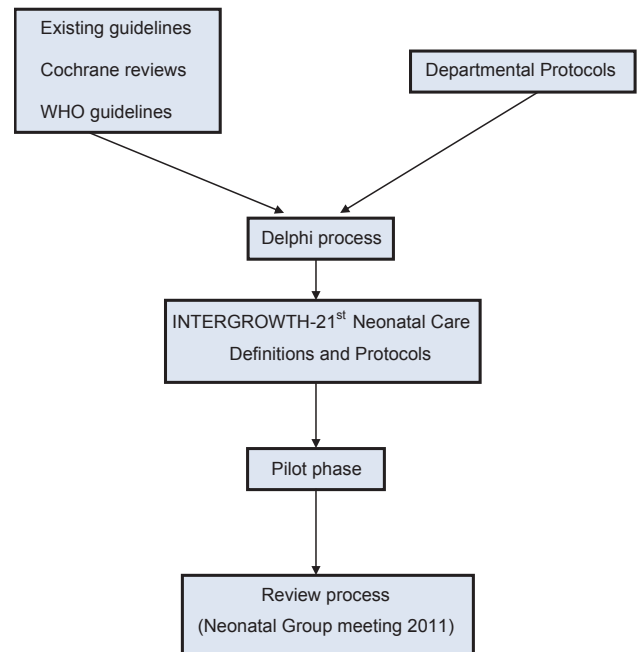 Existing guidelines
Cochrane reviews
WHO guidelines
Departmental Protocols
Delphi process
INTERGROWTH-21st Neonatal Care
Definitions and Protocols
Pilot phase
Review process
(Neonatal Group meeting 2011)